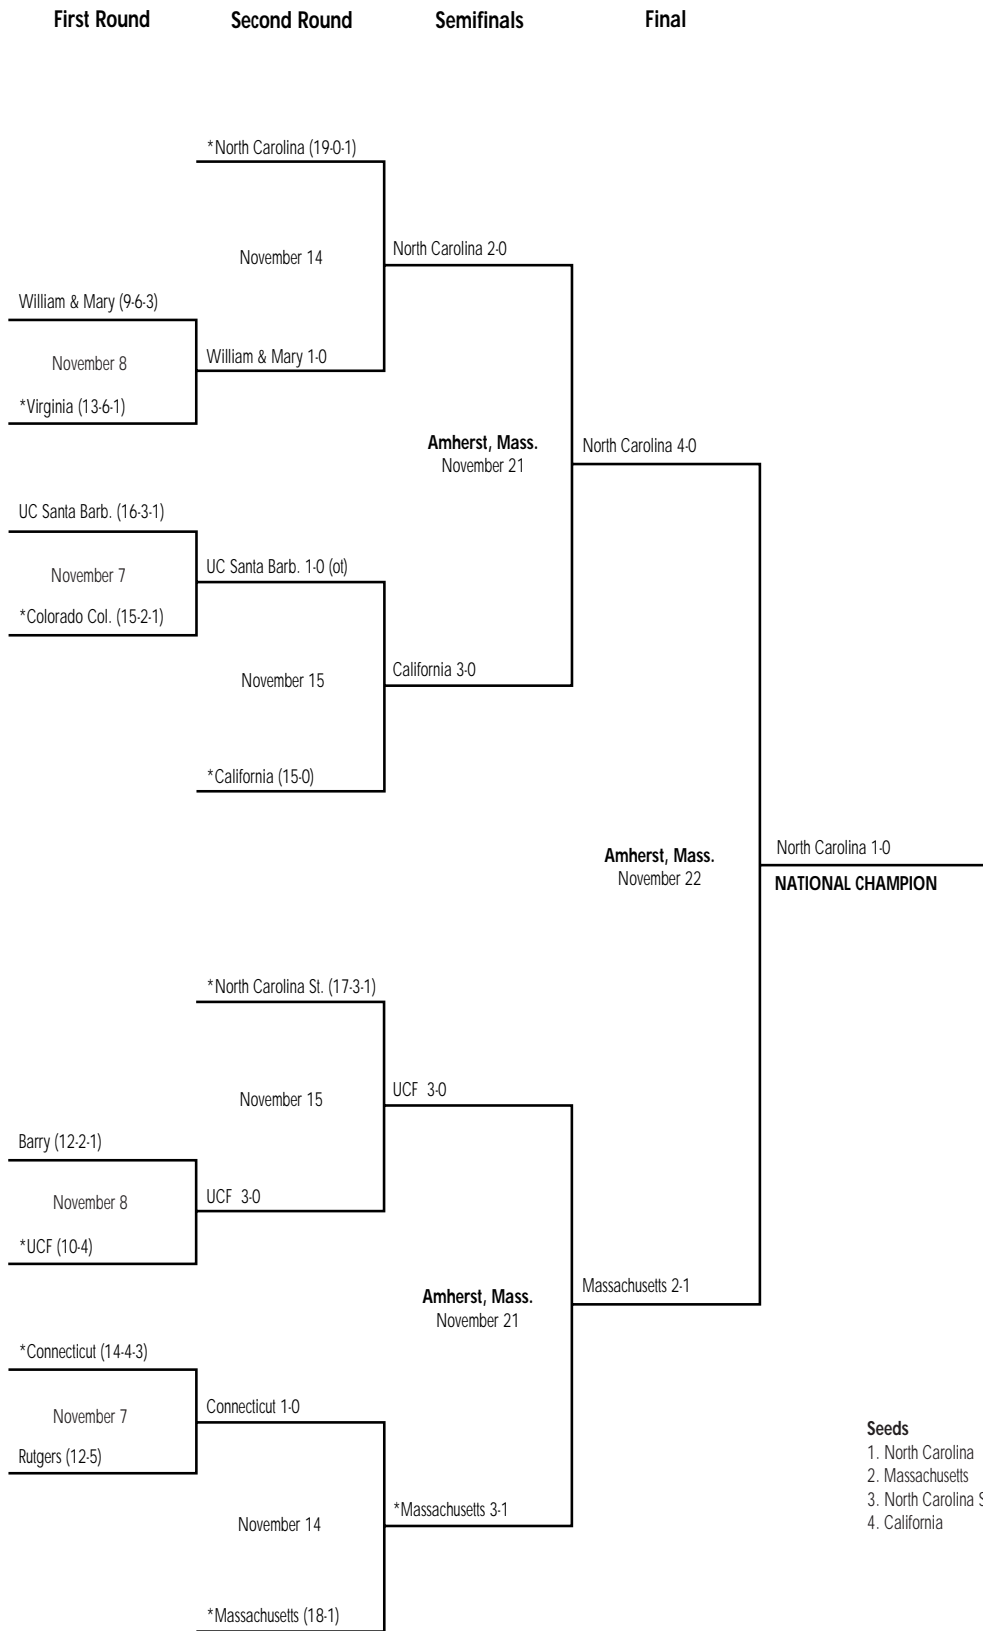 First Round Second Round Semifinals Final
*North Carolina (19-0-1)
November 14
North Carolina 2-0
William & Mary (9-6-3)
November 8
William & Mary 1-0
*Virginia (13-6-1)
Amherst, Mass.
November 21
North Carolina 4-0
UC Santa Barb. (16-3-1)
November 7
UC Santa Barb. 1-0 (ot)
*Colorado Col. (15-2-1)
November 15
California 3-0
*California (15-0)
Amherst, Mass.
November 22
North Carolina 1-0
NATIONAL CHAMPION
*North Carolina St. (17-3-1)
November 15
UCF 3-0
Barry (12-2-1)
November 8
UCF 3-0
*UCF (10-4)
Amherst, Mass.
November 21
Massachusetts 2-1
*Connecticut (14-4-3)
November 7
Connecticut 1-0
Rutgers (12-5)
November 14
*Massachusetts 3-1
*Massachusetts (18-1)
Seeds
1. North Carolina
2. Massachusetts
3. North Carolina S
4. California